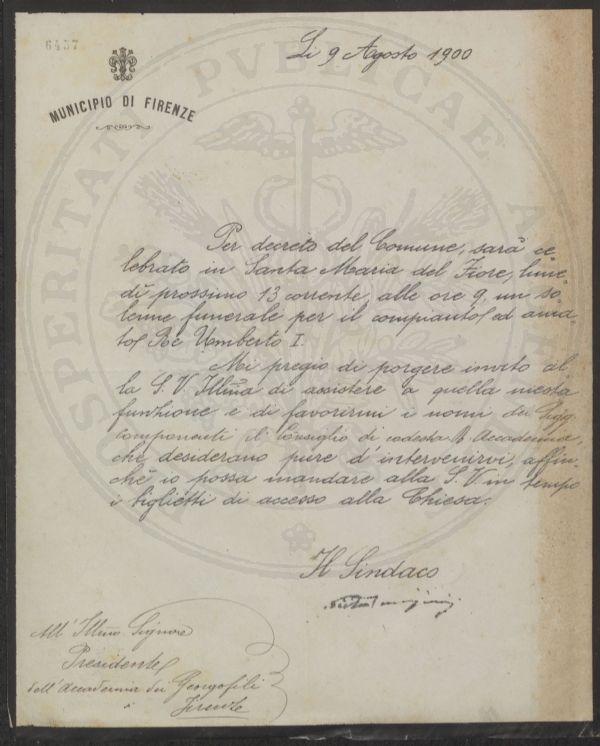 6457
Li 9 Agosto 1900
MUNICIPIO DI FIRENZE
Per decreto del Comune, sarà ce
lebrato in Santa Maria del Fiore, lune-
dì prossimo 13 corrente, alle ore 9, un so-
lenne funerale per il compianto ed ama-
to Re Umberto I.
Mi pregio di porgere invito al
la S. V. Illma di assistere a quella mesta
funzione e di favorirmi i nomi dei Sigg.
componenti il Consiglio di codesta R. Accademia,
che desiderano pure d'intervenirvi, affin-
chè io possa mandare alla S. V. in tempo
i biglietti di accesso alla Chiesa.
Il Sindaco
All' Illmo Signore
Presidente
dell'Accademia dei Georgofili
Firenze
PVBLICAE